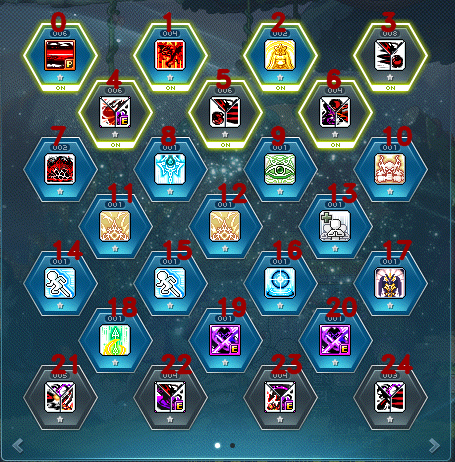 0 1 2 3
006 004 002 008
P
ON ON ON ON
4 5 6
006 006 004
ON ON ON
7 8 9 10
002 001 001 001
11 12 13
001 001 001
14 15 16 17
001 001 001 001
18 19 20
001 001 001
E E
21 22 23 24
004 004
E E